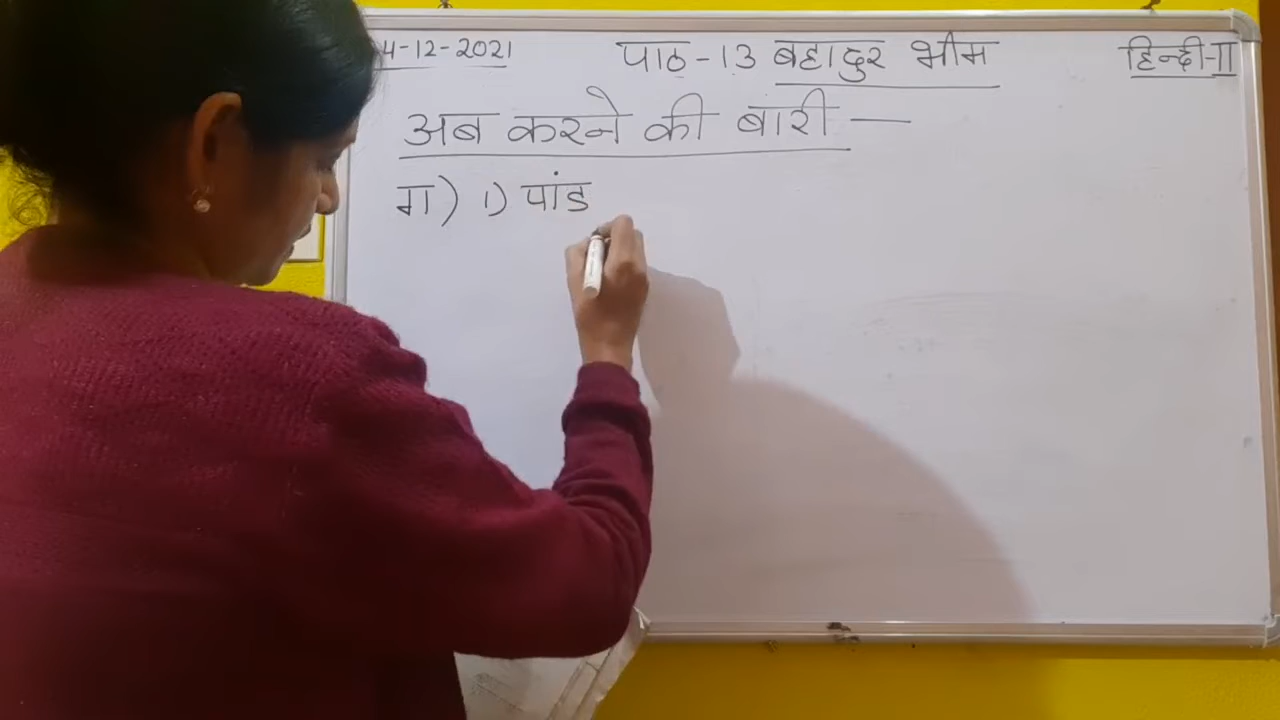 4-12-2021 पाठ-13 बहादुर भीम हिन्दी-II
अब करने की बारी —
ग) 1) पांड